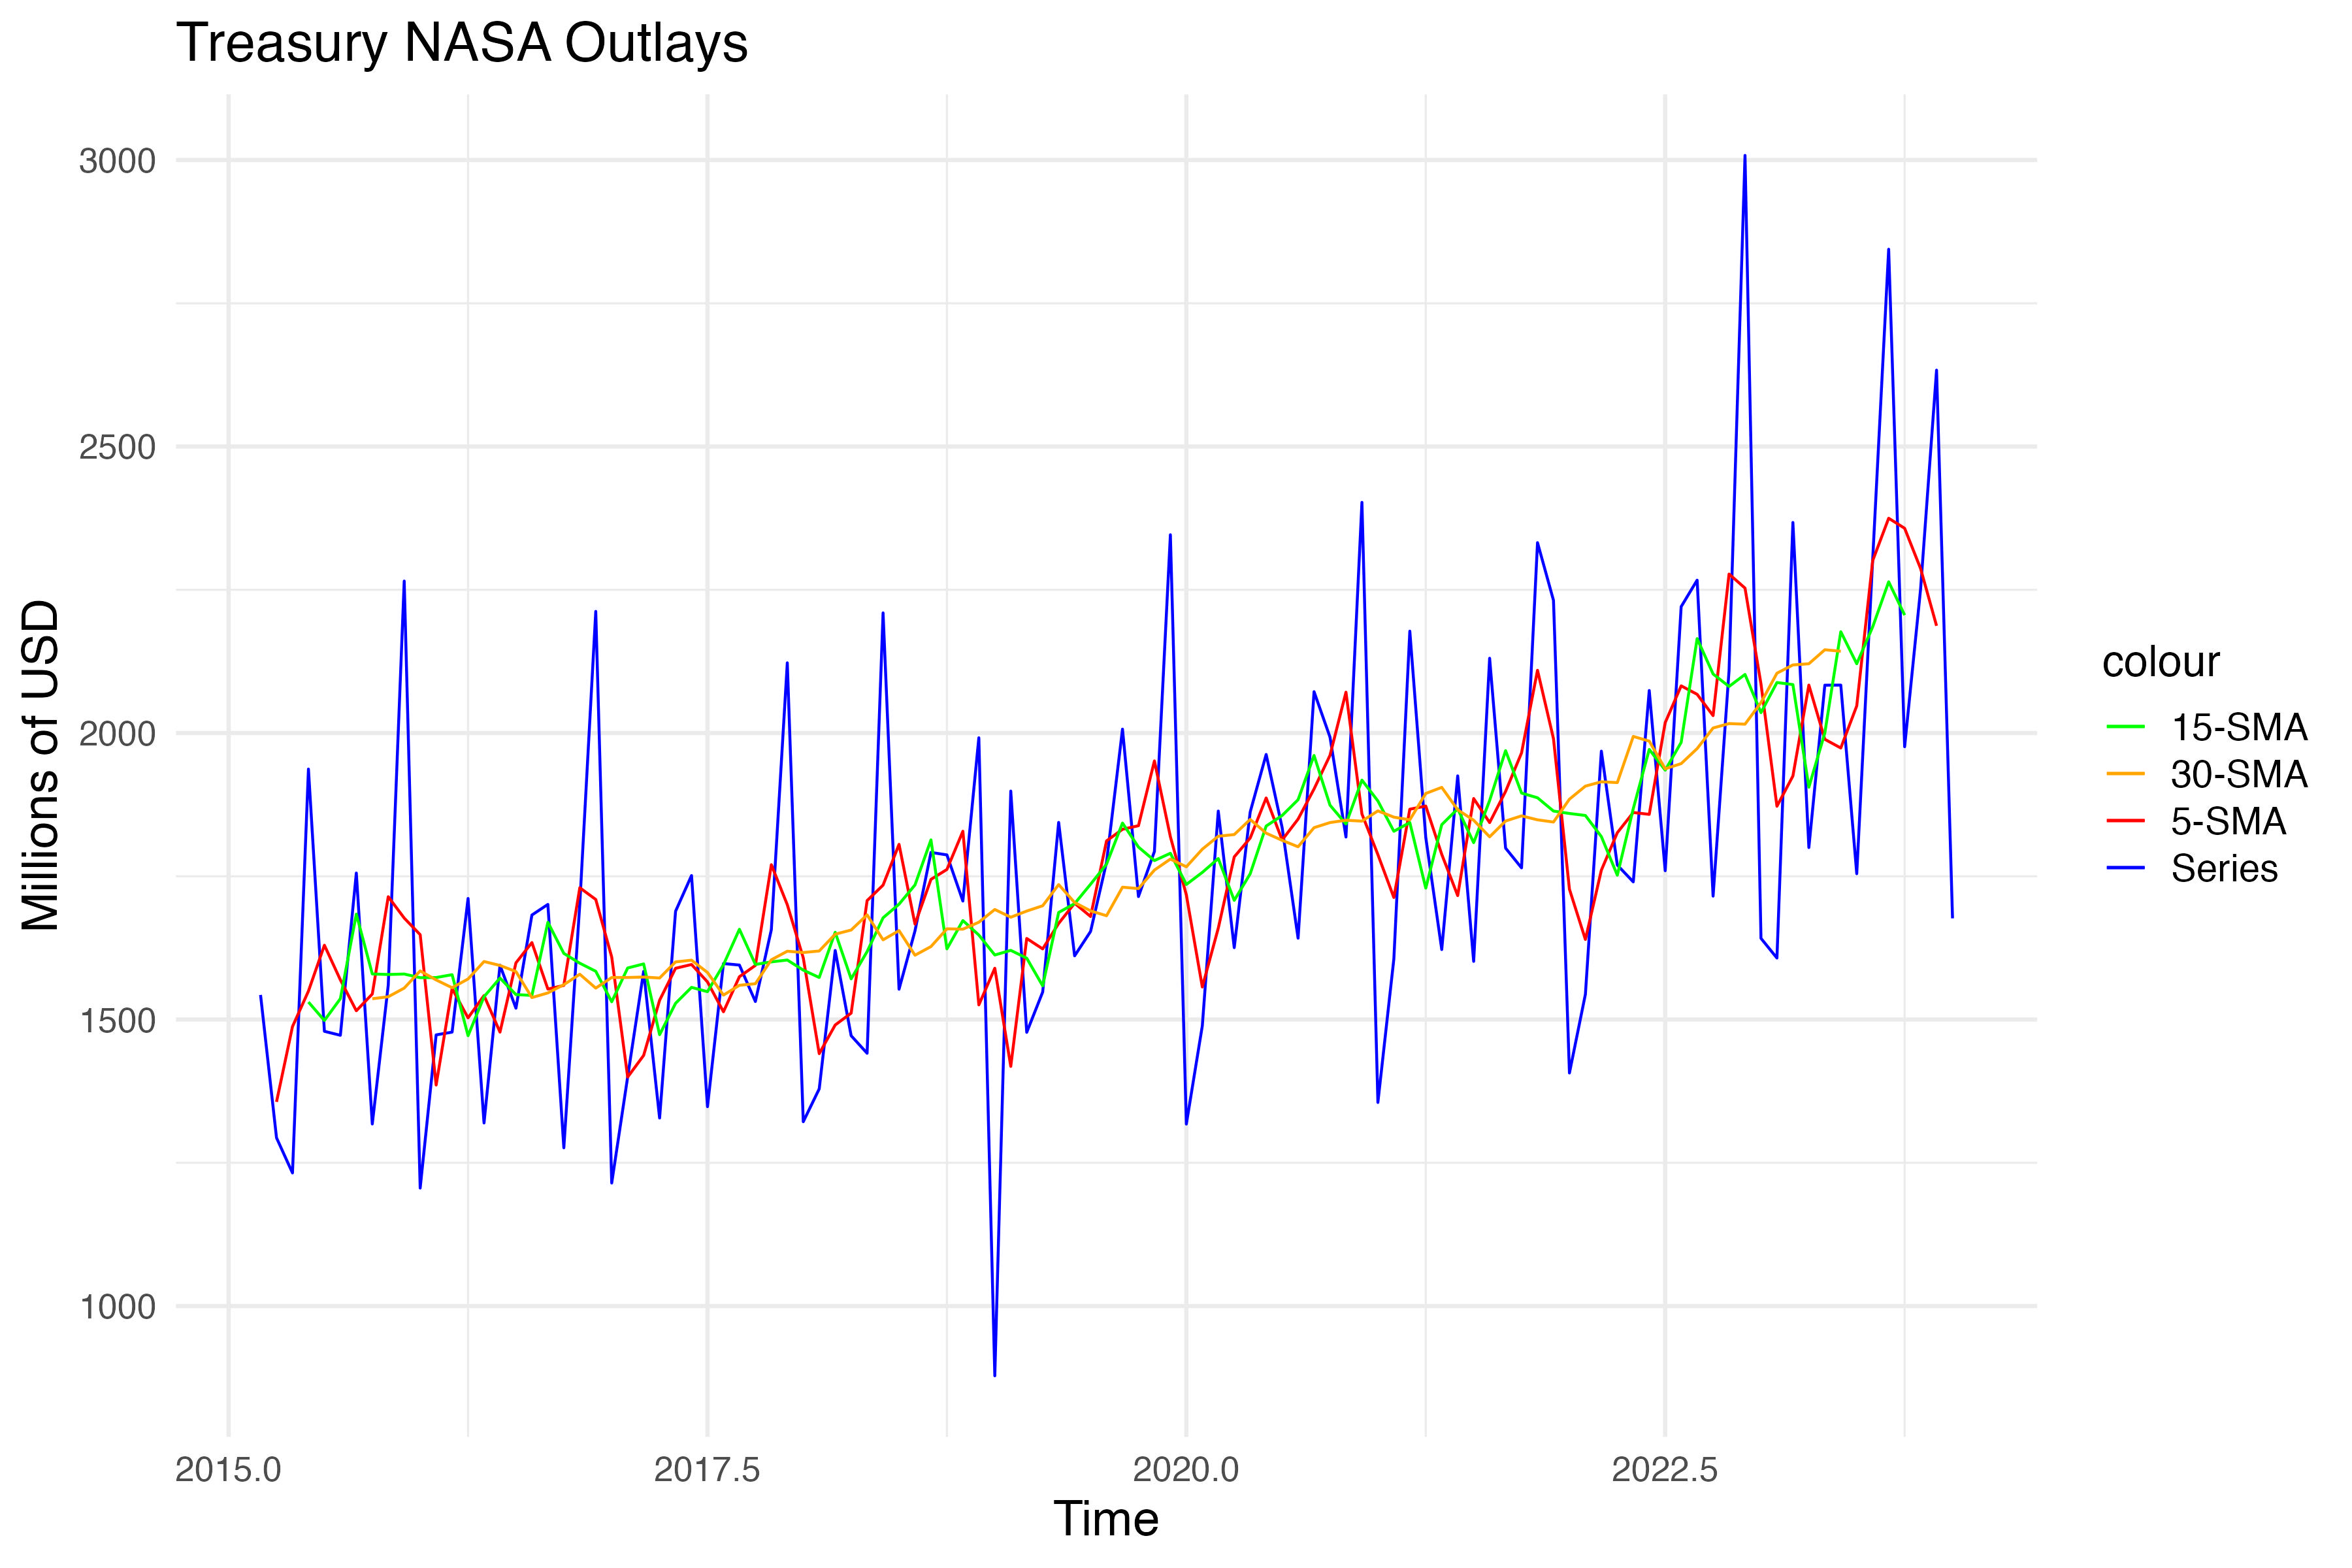 Treasury NASA Outlays
3000
2500
2000
1500
1000
Millions of USD
2015.0
2017.5
2020.0
2022.5
Time
colour
15-SMA
30-SMA
5-SMA
Series